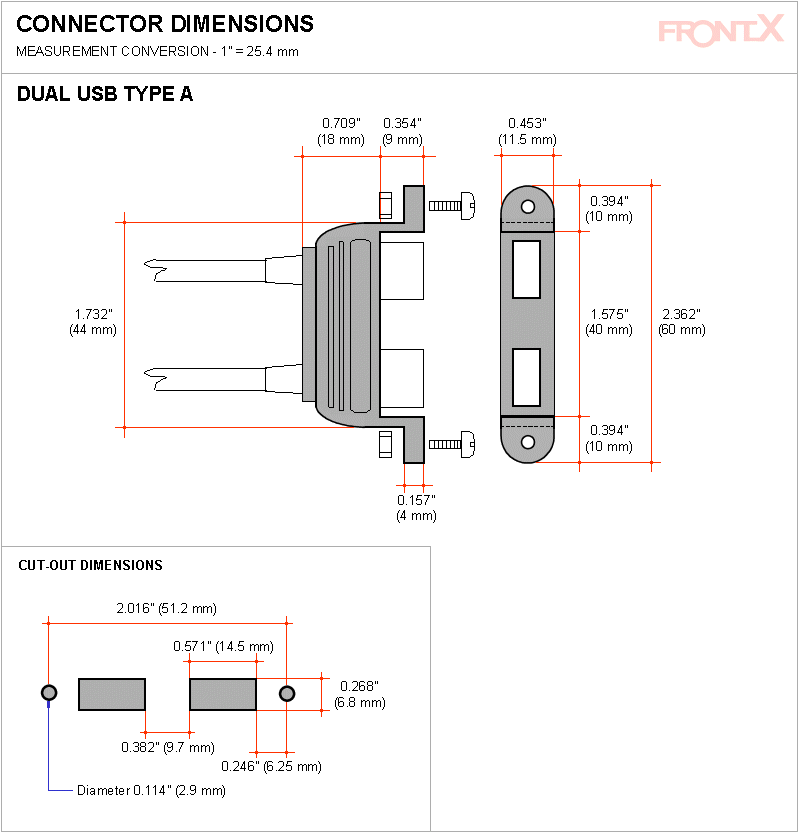 CONNECTOR DIMENSIONS
FRONTX
MEASUREMENT CONVERSION - 1" = 25.4 mm
DUAL USB TYPE A
0.709" 0.354" 0.453"
(18 mm) (9 mm) (11.5 mm)
0.394"
(10 mm)
1.732" 1.575" 2.362"
(44 mm) (40 mm) (60 mm)
0.394"
(10 mm)
0.157"
(4 mm)
CUT-OUT DIMENSIONS
2.016" (51.2 mm)
0.571" (14.5 mm)
0.268"
(6.8 mm)
0.382" (9.7 mm)
0.246" (6.25 mm)
Diameter 0.114" (2.9 mm)